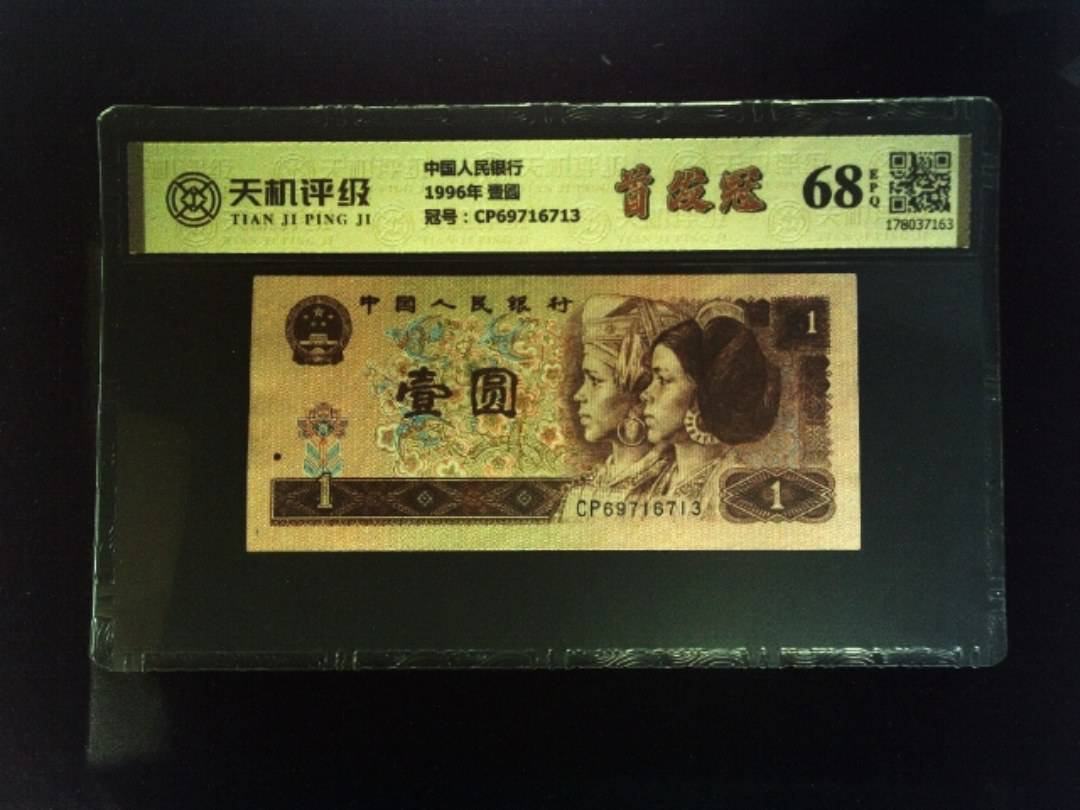 天机评级
TIAN JI PING JI
中国人民银行
1996年 壹圆
冠号：CP69716713
首发冠
68
EPQ
178037163
中国人民银行
壹圆
1
1
CP69716713
1